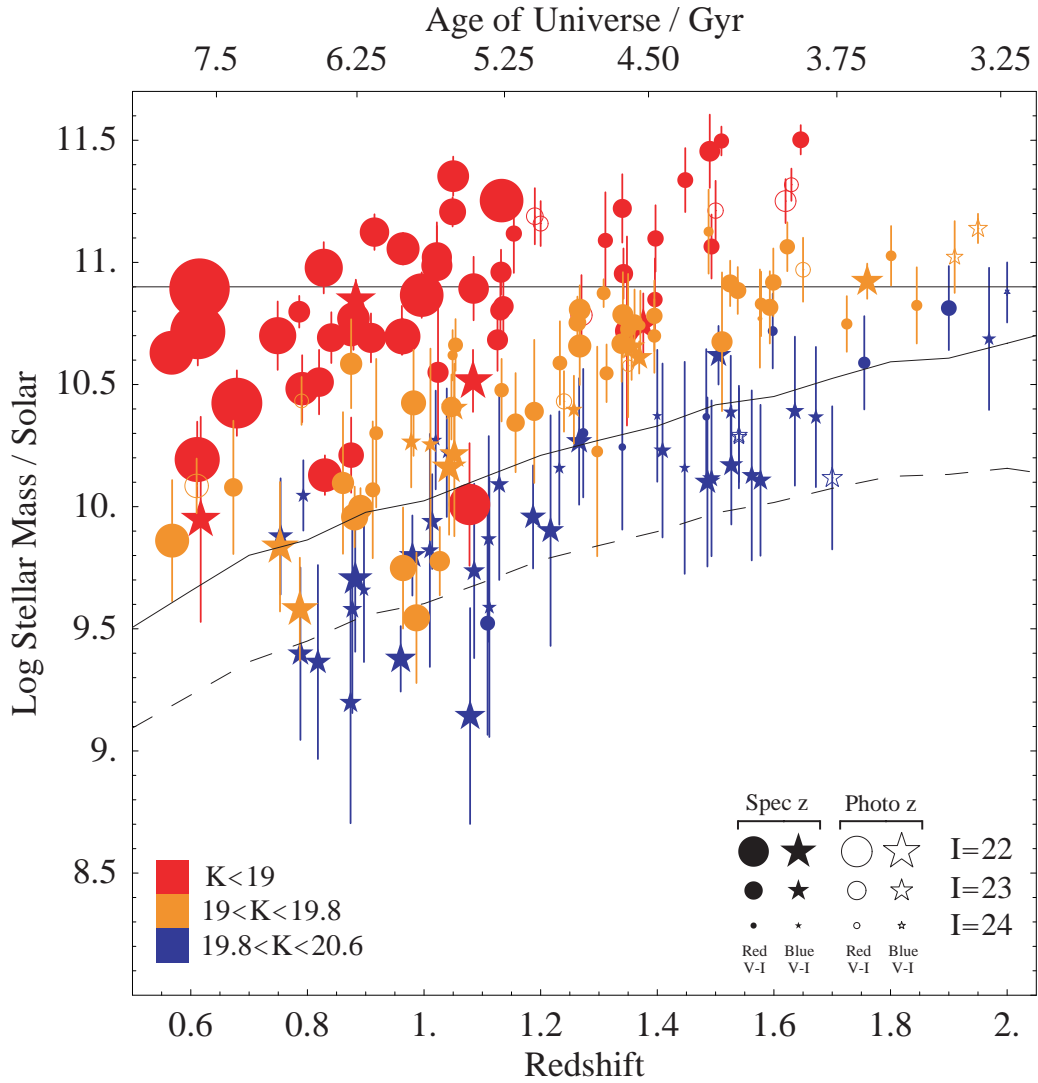 Age of Universe / Gyr
7.5 6.25 5.25 4.50 3.75 3.25
11.5
11.
10.5
10.
9.5
9.
8.5
Log Stellar Mass / Solar
K<19
19<K<19.8
19.8<K<20.6
Spec z Photo z
I=22
I=23
I=24
Red Blue Red Blue
V-I V-I V-I V-I
0.6 0.8 1. 1.2 1.4 1.6 1.8 2.
Redshift